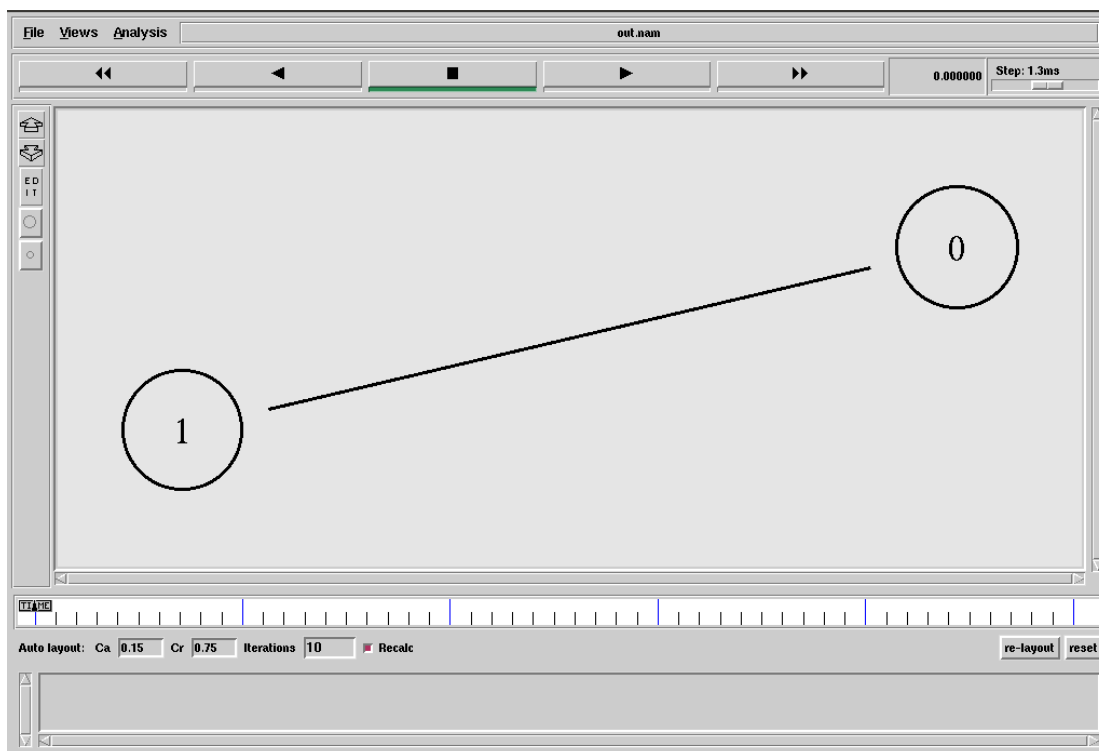 File Views Analysis out.nam
0.000000 Step: 1.3ms
E D
I T
0
1
TIME
Auto layout: Ca 0.15 Cr 0.75 Iterations 10 Recalc re-layout reset